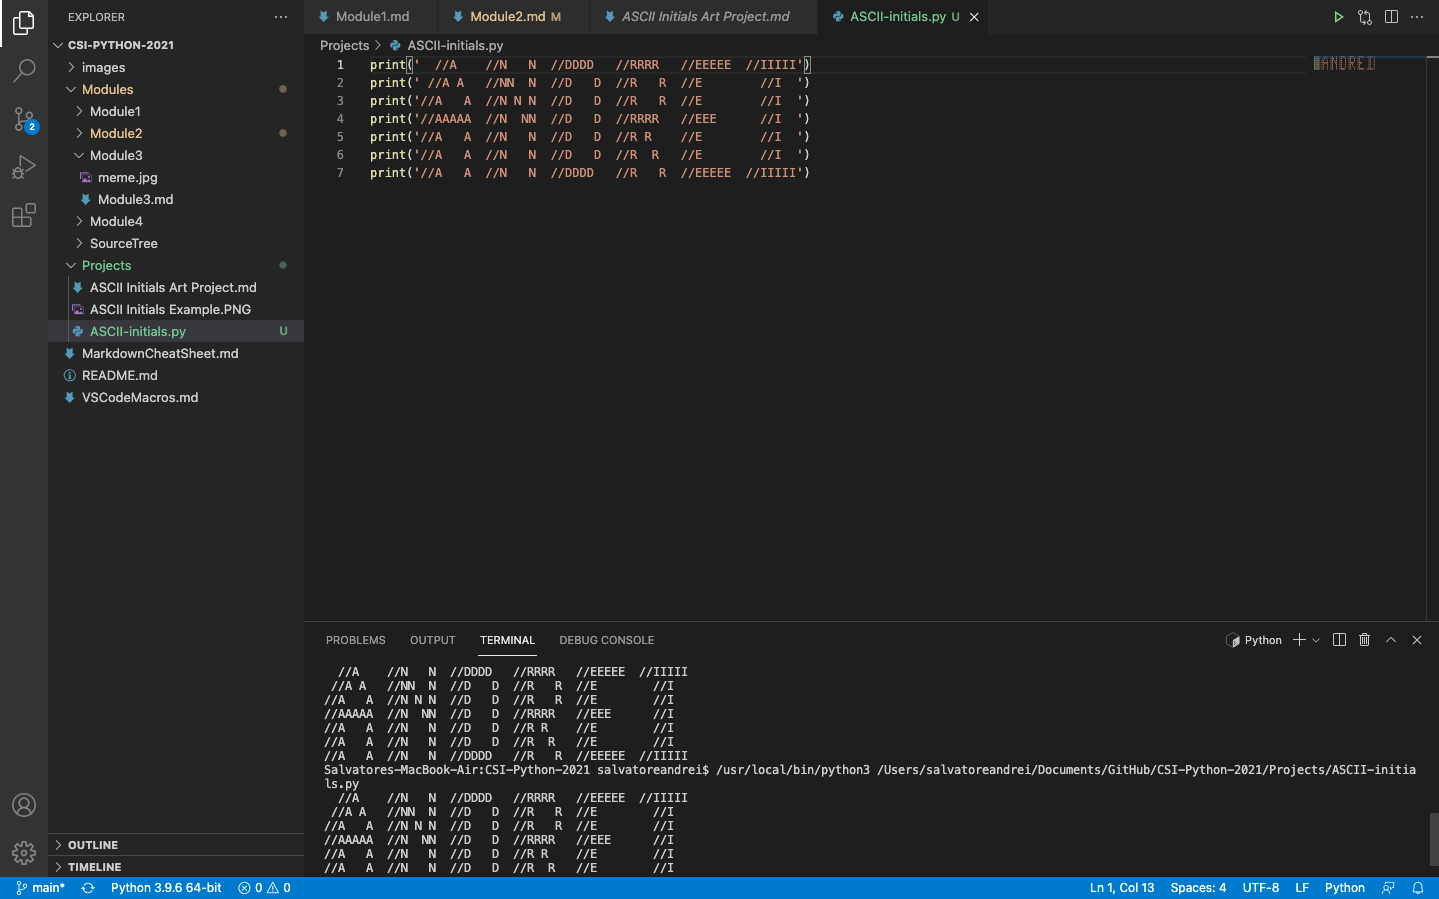 EXPLORER
CSI-PYTHON-2021
images
Modules
Module1
Module2
Module3
meme.jpg
Module3.md
Module4
SourceTree
Projects
ASCII Initials Art Project.md
ASCII Initials Example.PNG
ASCII-initials.py U
MarkdownCheatSheet.md
README.md
VSCodeMacros.md
OUTLINE
TIMELINE
2
Module1.md Module2.md M ASCII Initials Art Project.md ASCII-initials.py U
Projects > ASCII-initials.py
1 print('  //A    //N   N  //DDDD   //RRRR   //EEEEE  //IIIII')
2 print(' //A A   //NN  N  //D   D  //R   R  //E        //I  ')
3 print('//A   A  //N N N  //D   D  //R   R  //E        //I  ')
4 print('//AAAAA  //N  NN  //D   D  //RRRR   //EEE      //I  ')
5 print('//A   A  //N   N  //D   D  //R R    //E        //I  ')
6 print('//A   A  //N   N  //D   D  //R  R   //E        //I  ')
7 print('//A   A  //N   N  //DDDD   //R   R  //EEEEE  //IIIII')
PROBLEMS OUTPUT TERMINAL DEBUG CONSOLE Python
  //A    //N   N  //DDDD   //RRRR   //EEEEE  //IIIII
 //A A   //NN  N  //D   D  //R   R  //E        //I
//A   A  //N N N  //D   D  //R   R  //E        //I
//AAAAA  //N  NN  //D   D  //RRRR   //EEE      //I
//A   A  //N   N  //D   D  //R R    //E        //I
//A   A  //N   N  //D   D  //R  R   //E        //I
//A   A  //N   N  //DDDD   //R   R  //EEEEE  //IIIII
Salvatores-MacBook-Air:CSI-Python-2021 salvatoreandrei$ /usr/local/bin/python3 /Users/salvatoreandrei/Documents/GitHub/CSI-Python-2021/Projects/ASCII-initia
ls.py
  //A    //N   N  //DDDD   //RRRR   //EEEEE  //IIIII
 //A A   //NN  N  //D   D  //R   R  //E        //I
//A   A  //N N N  //D   D  //R   R  //E        //I
//AAAAA  //N  NN  //D   D  //RRRR   //EEE      //I
//A   A  //N   N  //D   D  //R R    //E        //I
//A   A  //N   N  //D   D  //R  R   //E        //I
main* Python 3.9.6 64-bit 0 0 Ln 1, Col 13 Spaces: 4 UTF-8 LF Python